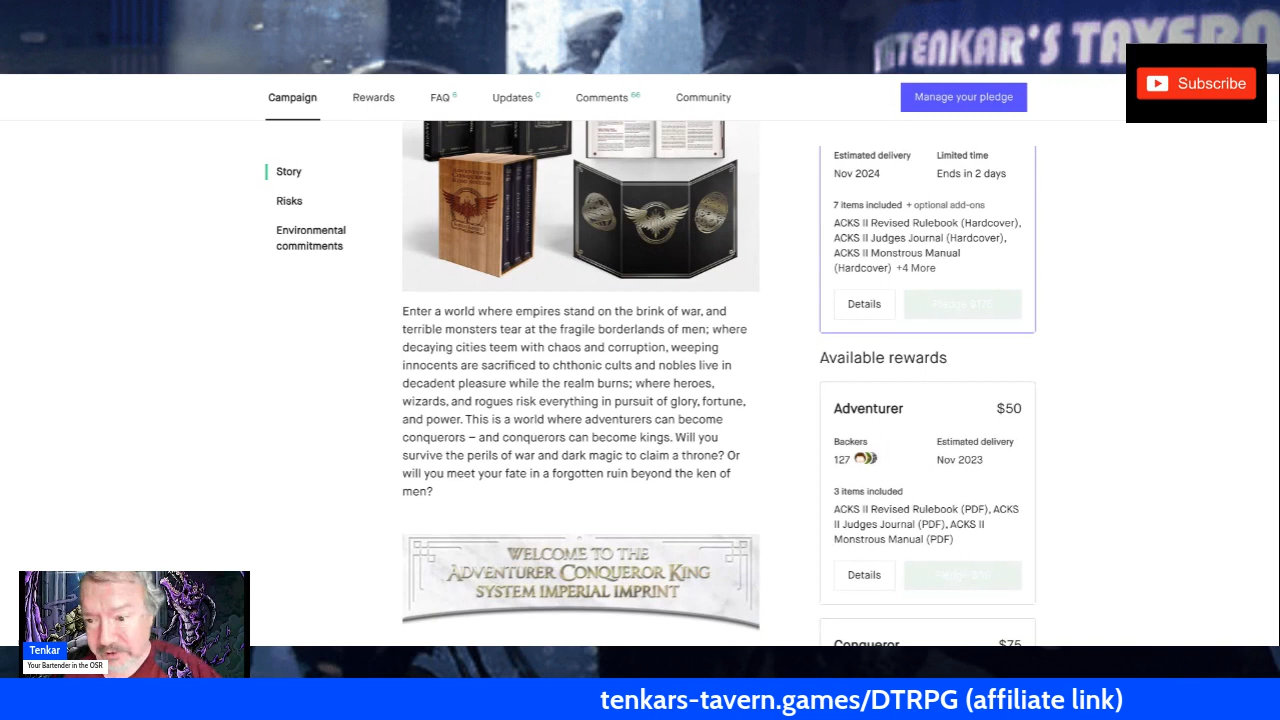 TENKAR'S TAVERN
Subscribe
Campaign
Rewards
FAQ 6
Updates 0
Comments 66
Community
Manage your pledge
Story
Risks
Environmental
commitments
Enter a world where empires stand on the brink of war, and
terrible monsters tear at the fragile borderlands of men; where
decaying cities teem with chaos and corruption, weeping
innocents are sacrificed to chthonic cults and nobles live in
decadent pleasure while the realm burns; where heroes,
wizards, and rogues risk everything in pursuit of glory, fortune,
and power. This is a world where adventurers can become
conquerors – and conquerors can become kings. Will you
survive the perils of war and dark magic to claim a throne? Or
will you meet your fate in a forgotten ruin beyond the ken of
men?
WELCOME TO THE
ADVENTURER CONQUEROR KING
SYSTEM IMPERIAL IMPRINT
Estimated delivery
Limited time
Nov 2024
Ends in 2 days
7 items included + optional add-ons
ACKS II Revised Rulebook (Hardcover),
ACKS II Judges Journal (Hardcover),
ACKS II Monstrous Manual
(Hardcover) +4 More
Details
Pledge $175
Available rewards
Adventurer
$50
Backers
Estimated delivery
127
Nov 2023
3 items included
ACKS II Revised Rulebook (PDF), ACKS
II Judges Journal (PDF), ACKS II
Monstrous Manual (PDF)
Details
Pledge $50
Conqueror
$75
Tenkar
Your Bartender in the OSR
tenkars-tavern.games/DTRPG (affiliate link)